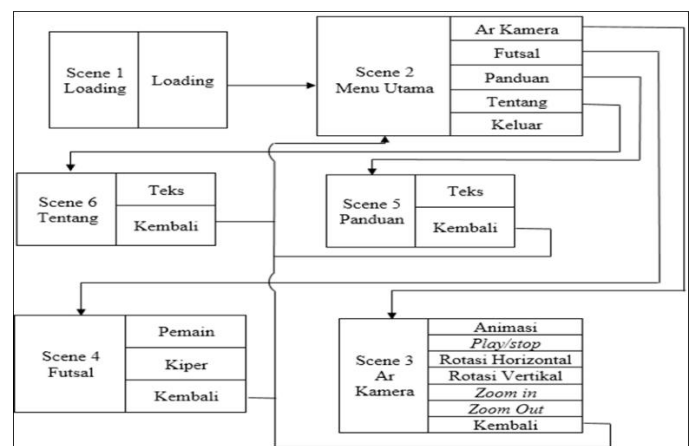 Scene 1
Loading
Loading
Scene 2
Menu Utama
Ar Kamera
Futsal
Panduan
Tentang
Keluar
Scene 6
Tentang
Teks
Kembali
Scene 5
Panduan
Teks
Kembali
Scene 4
Futsal
Pemain
Kiper
Kembali
Scene 3
Ar
Kamera
Animasi
Play/stop
Rotasi Horizontal
Rotasi Vertikal
Zoom in
Zoom Out
Kembali